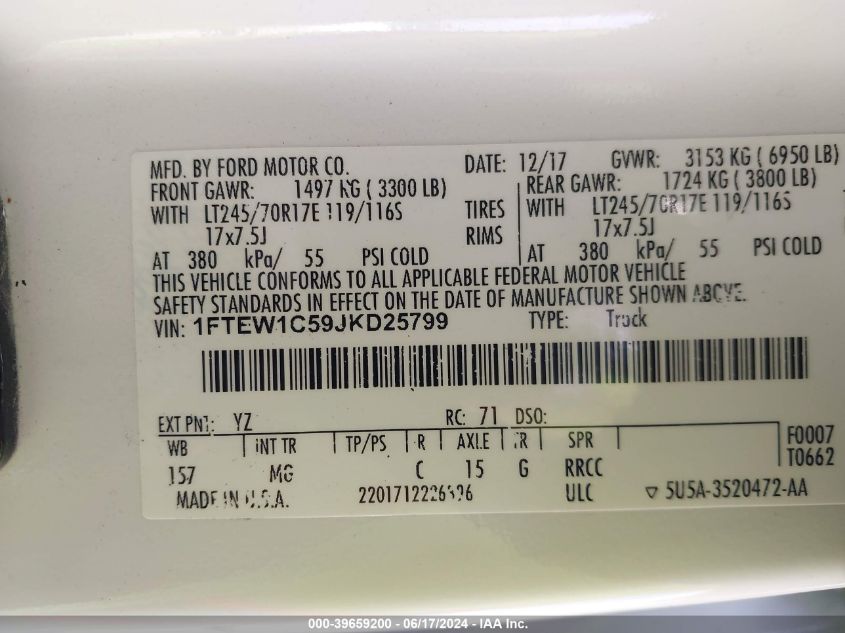 MFD. BY FORD MOTOR CO. DATE: 12/17 GVWR: 3153 KG ( 6950 LB)
FRONT GAWR: 1497 KG ( 3300 LB) REAR GAWR: 1724 KG ( 3800 LB)
WITH LT245/70R17E 119/116S TIRES WITH LT245/70R17E 119/116S
17x7.5J RIMS 17x7.5J
AT 380 kPa/ 55 PSI COLD AT 380 kPa/ 55 PSI COLD
THIS VEHICLE CONFORMS TO ALL APPLICABLE FEDERAL MOTOR VEHICLE
SAFETY STANDARDS IN EFFECT ON THE DATE OF MANUFACTURE SHOWN ABOVE.
VIN: 1FTEW1C59JKD25799 TYPE: Truck
EXT PNT: YZ RC: 71 DSO:
WB INT TR TP/PS R AXLE TR SPR F0007
157 MG C 15 G RRCC T0662
MADE IN U.S.A. ULC 5U5A-3520472-AA
000-39659200 - 06/17/2024 - IAA Inc.